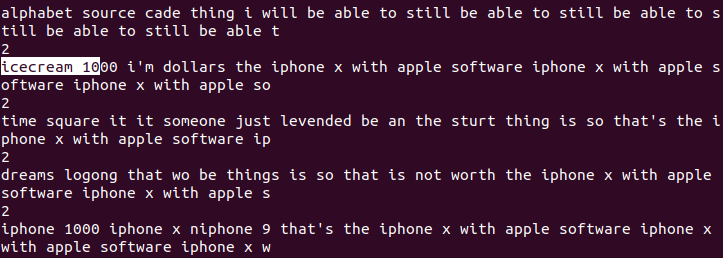 alphabet source cade thing i will be able to still be able to still be able to s
till be able to still be able t
2
icecream 1000 i'm dollars the iphone x with apple software iphone x with apple s
oftware iphone x with apple so
2
time square it it someone just levended be an the sturt thing is so that's the i
phone x with apple software ip
2
dreams logong that wo be things is so that is not worth the iphone x with apple
software iphone x with apple s
2
iphone 1000 iphone x niphone 9 that's the iphone x with apple software iphone x
with apple software iphone x w